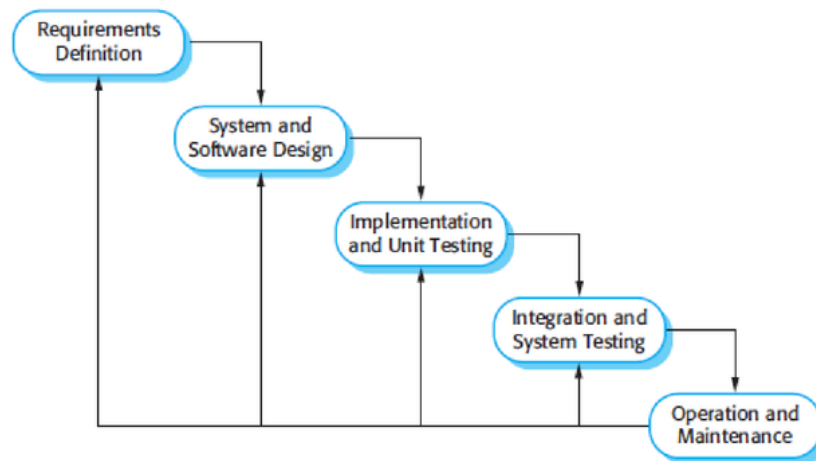 Requirements
Definition
System and
Software Design
Implementation
and Unit Testing
Integration and
System Testing
Operation and
Maintenance